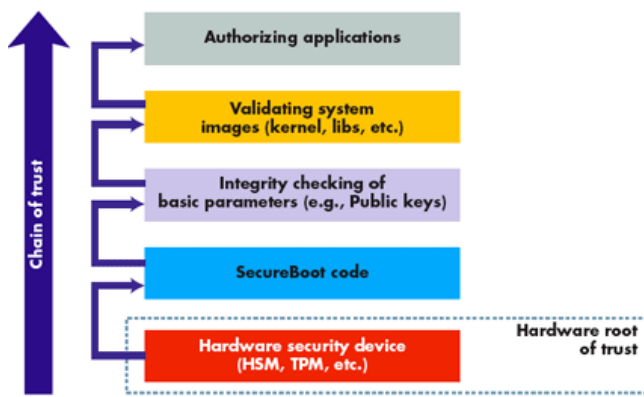 Authorizing applications
Validating system
images (kernel, libs, etc.)
Integrity checking of
basic parameters (e.g., Public keys)
SecureBoot code
Hardware security device
(HSM, TPM, etc.)
Hardware root
of trust
Chain of trust